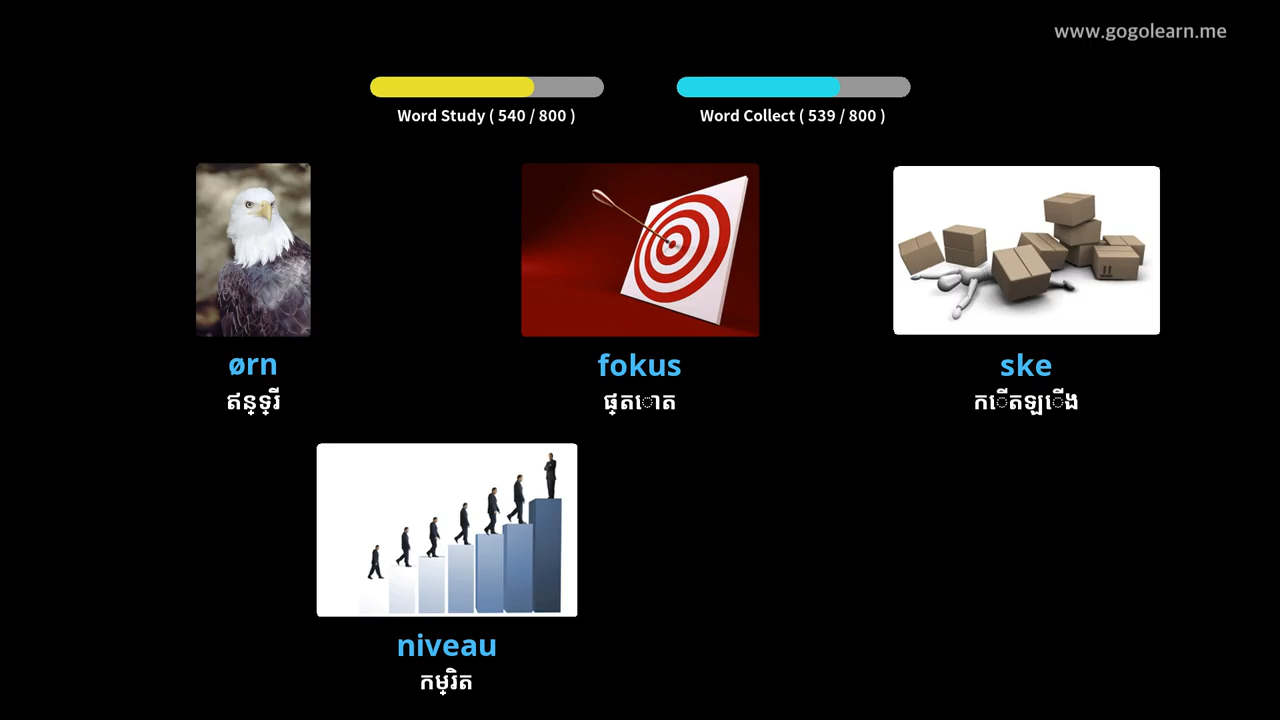 www.gogolearn.me
Word Study ( 540 / 800 )
Word Collect ( 539 / 800 )
ørn
ឥន្ទ្រី
fokus
ផ្តោត
ske
កើតឡើង
niveau
កម្រិត